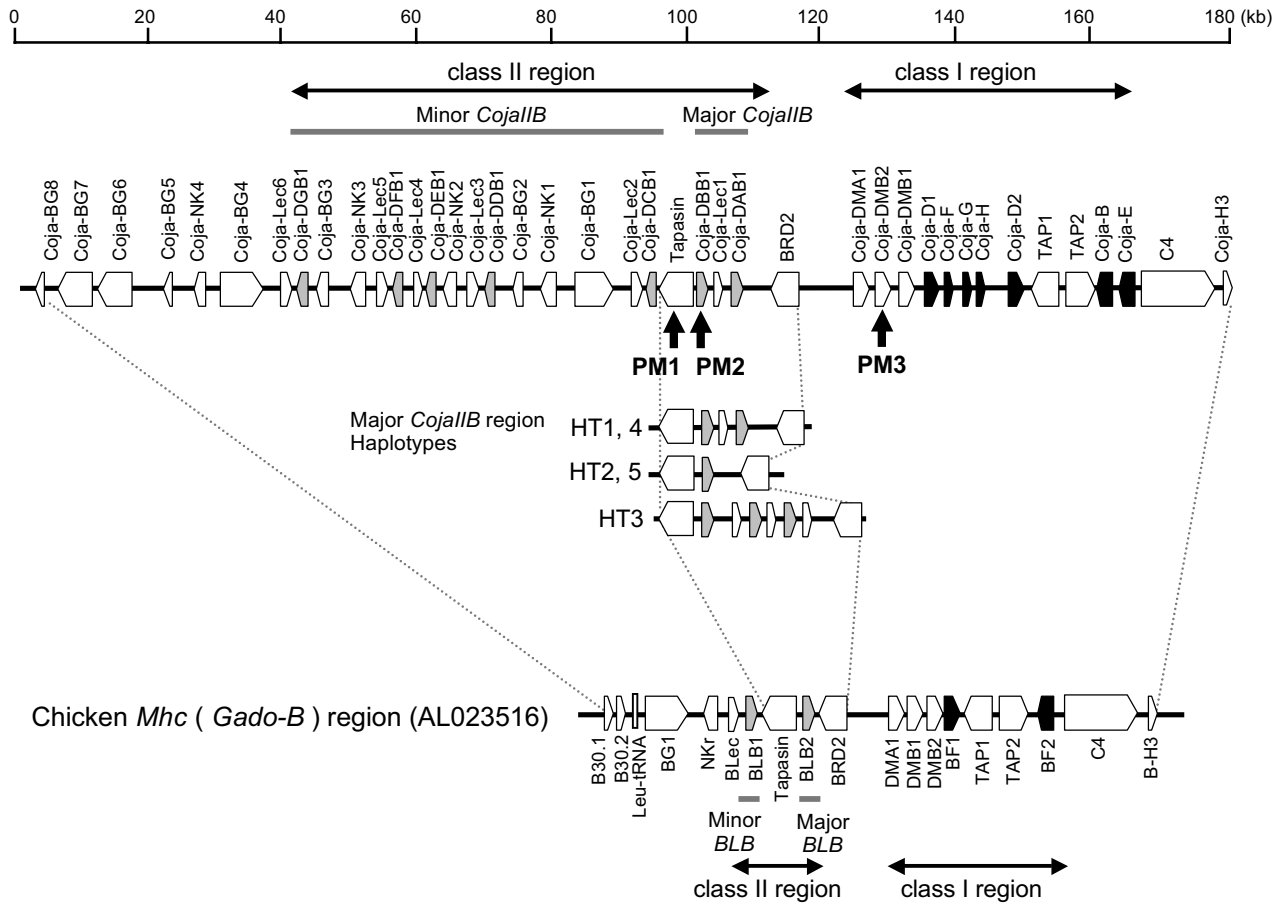 0 20 40 60 80 100 120 140 160 180 (kb)
class II region
class I region
Minor CojaIIB
Major CojaIIB
Coja-BG8
Coja-BG7
Coja-BG6
Coja-BG5
Coja-NK4
Coja-BG4
Coja-Lec6
Coja-DGB1
Coja-BG3
Coja-NK3
Coja-Lec5
Coja-DFB1
Coja-Lec4
Coja-DEB1
Coja-NK2
Coja-Lec3
Coja-DDB1
Coja-BG2
Coja-NK1
Coja-BG1
Coja-Lec2
Coja-DCB1
Tapasin
Coja-DBB1
Coja-Lec1
Coja-DAB1
BRD2
Coja-DMA1
Coja-DMB2
Coja-DMB1
Coja-D1
Coja-F
Coja-G
Coja-H
Coja-D2
TAP1
TAP2
Coja-B
Coja-E
C4
Coja-H3
PM1
PM2
PM3
Major CojaIIB region
Haplotypes
HT1, 4
HT2, 5
HT3
Chicken Mhc ( Gado-B ) region (AL023516)
B30.1
B30.2
Leu-tRNA
BG1
NKr
BLec
BLB1
Tapasin
BLB2
BRD2
DMA1
DMB1
DMB2
BF1
TAP1
TAP2
BF2
C4
B-H3
Minor
BLB
Major
BLB
class II region
class I region